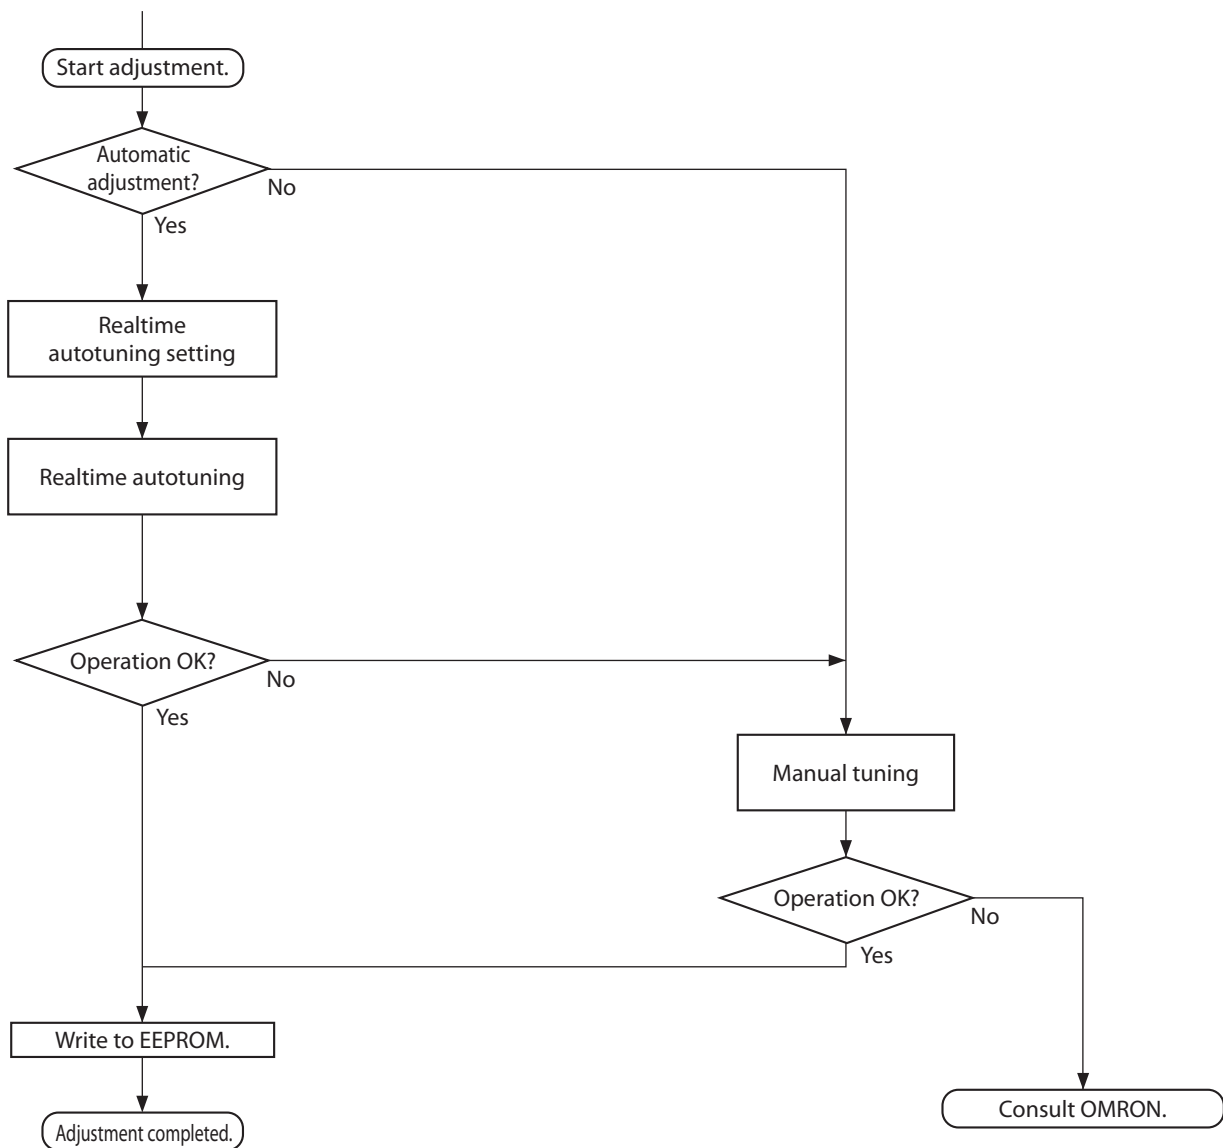 Start adjustment.
Automatic
adjustment?
No
Yes
Realtime
autotuning setting
Realtime autotuning
Operation OK?
No
Yes
Manual tuning
Operation OK?
No
Yes
Write to EEPROM.
Adjustment completed.
Consult OMRON.